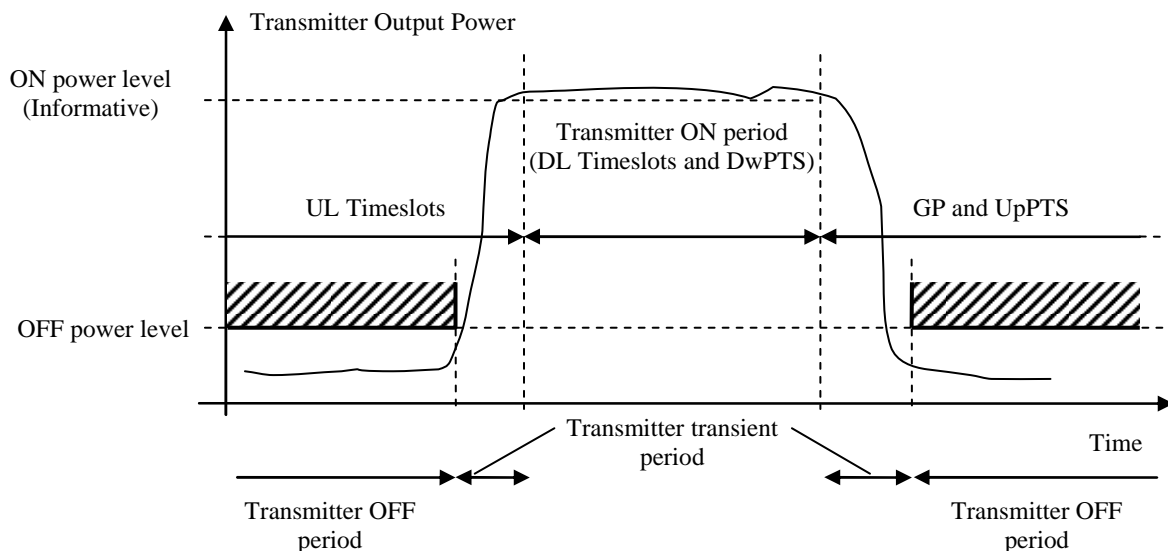 Transmitter Output Power
ON power level
(Informative)
Transmitter ON period
(DL Timeslots and DwPTS)
UL Timeslots
GP and UpPTS
OFF power level
Transmitter transient
period
Time
Transmitter OFF
period
Transmitter OFF
period